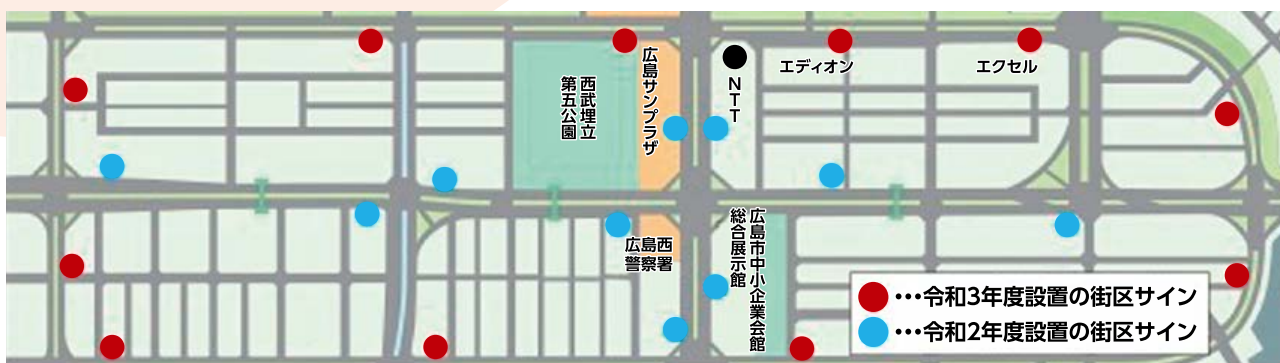 西武埋立
第五公園
広島サンプラザ
NTT
エディオン
エクセル
広島西
警察署
広島市中小企業会館
総合展示館
…令和3年度設置の街区サイン
…令和2年度設置の街区サイン